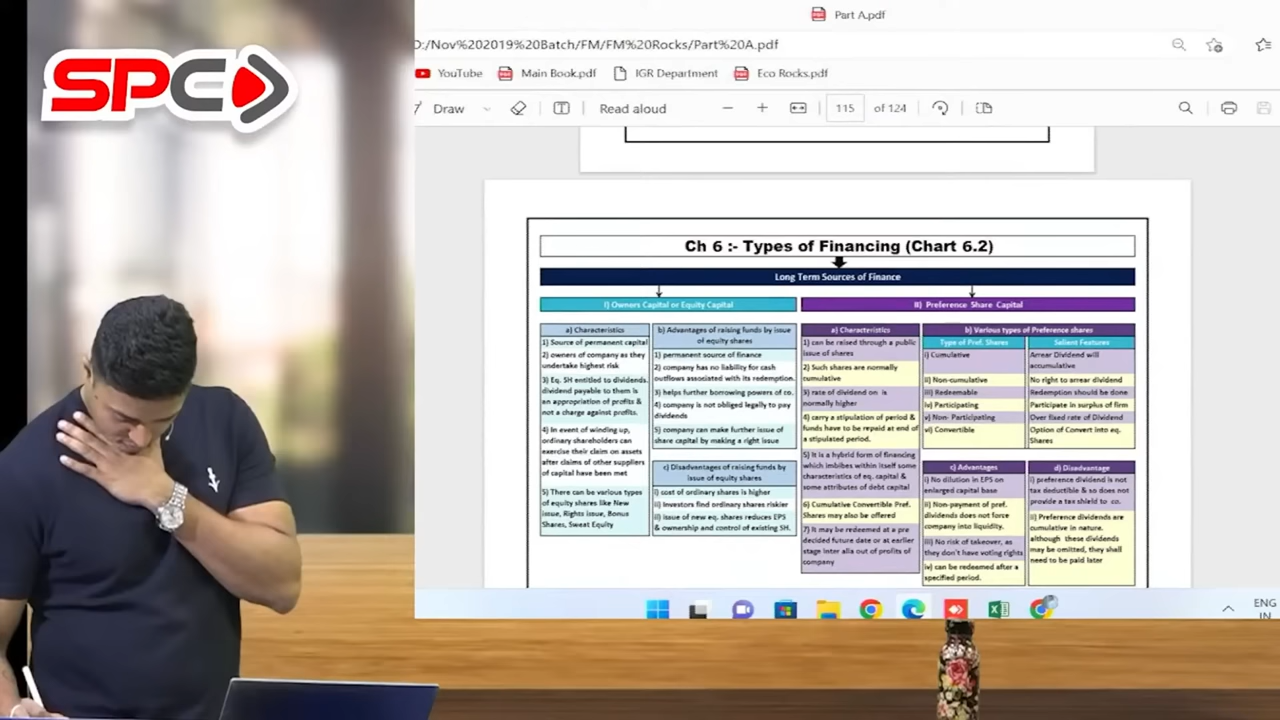 SPC
Part A.pdf
D:/Nov%202019%20Batch/FM/FM%20Rocks/Part%20A.pdf
YouTube Main Book.pdf IGR Department Eco Rocks.pdf
Draw Read aloud 115 of 124
Ch 6 :- Types of Financing (Chart 6.2)
Long Term Sources of Finance
I) Owners Capital or Equity Capital
a) Characteristics
1) Source of permanent capital
2) owners of company as they
undertake highest risk
3) Eq. SH entitled to dividends.
dividend payable to them is
an appropriation of profits &
not a charge against profits.
4) In event of winding up,
ordinary shareholders can
exercise their claim on assets
after claims of other suppliers
of capital have been met
5) There can be various types
of equity shares like New
issue, Rights issue, Bonus
Shares, Sweat Equity
b) Advantages of raising funds by issue
of equity shares
1) permanent source of finance
2) company has no liability for cash
outflows associated with its redemption.
3) helps further borrowing powers of co.
4) company is not obliged legally to pay
dividends
5) company can make further issue of
share capital by making a right issue
c) Disadvantages of raising funds by
issue of equity shares
i) cost of ordinary shares is higher
ii) Investors find ordinary shares riskier
iii) issue of new eq. shares reduces EPS
& ownership and control of existing SH.
II) Preference Share Capital
a) Characteristics
1) can be raised through a public
issue of shares
2) Such shares are normally
cumulative
3) rate of dividend on is
normally higher
4) carry a stipulation of period &
funds have to be repaid at end of
a stipulated period.
5) It is a hybrid form of financing
which imbibes within itself some
characteristics of eq. capital &
some attributes of debt capital
6) Cumulative Convertible Pref.
Shares may also be offered
7) It may be redeemed at a pre
decided future date or at earlier
stage inter alia out of profits of
company
b) Various types of Preference shares
Type of Pref. Shares Salient Features
i) Cumulative Arrear Dividend will
accumulative
ii) Non-cumulative No right to arrear dividend
iii) Redeemable Redemption should be done
iv) Participating Participate in surplus of firm
v) Non- Participating Over fixed rate of Dividend
vi) Convertible Option of Convert into eq.
Shares
c) Advantages
i) No dilution in EPS on
enlarged capital base
ii) Non-payment of pref.
dividends does not force
company into liquidity.
iii) No risk of takeover, as
they don't have voting rights
iv) can be redeemed after a
specified period.
d) Disadvantage
i) preference dividend is not
tax deductible & so does not
provide a tax shield to co.
ii) Preference dividends are
cumulative in nature.
although these dividends
may be omitted, they shall
need to be paid later
ENG
IN